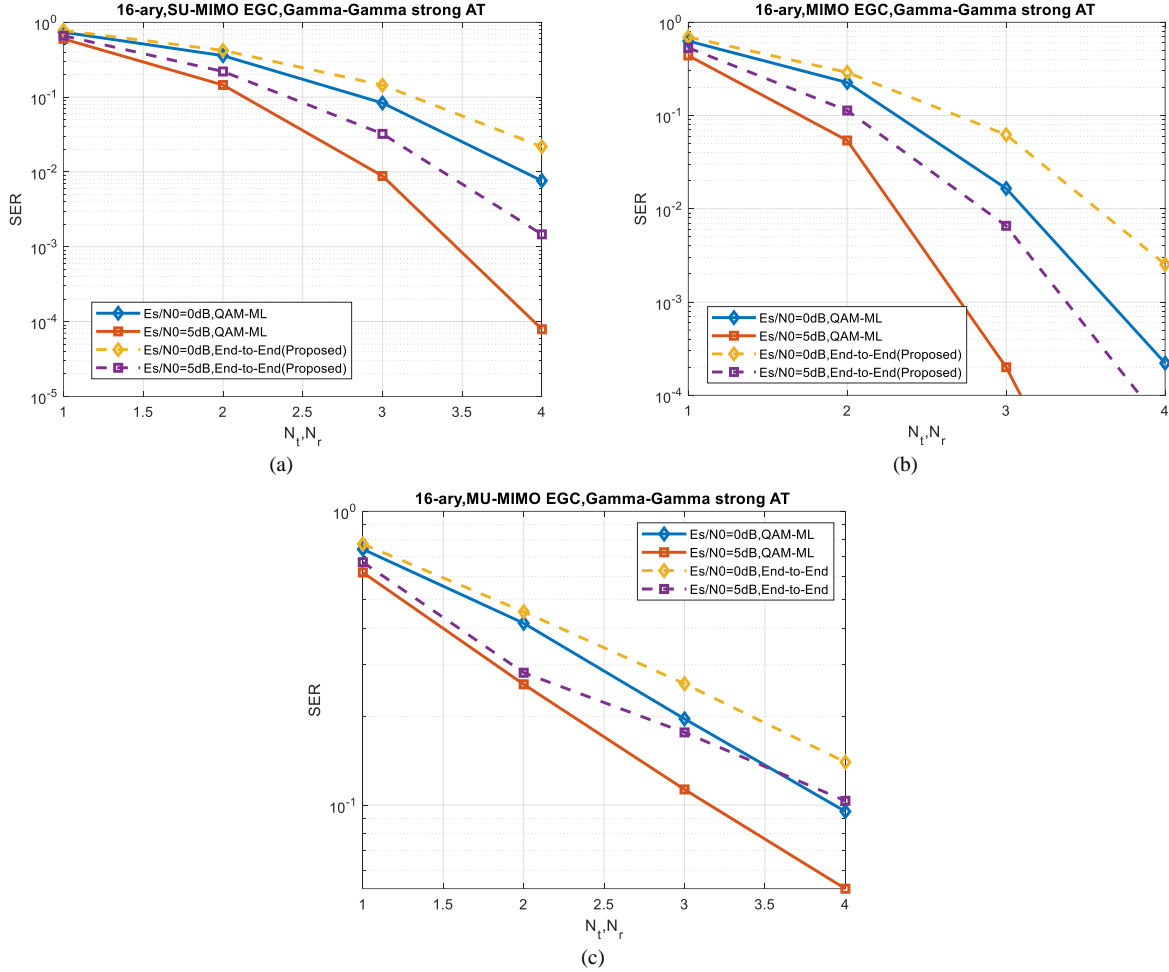 16-ary,SU-MIMO EGC,Gamma-Gamma strong AT
10^0
10^-1
10^-2
10^-3
10^-4
10^-5
SER
Es/N0=0dB,QAM-ML
Es/N0=5dB,QAM-ML
Es/N0=0dB,End-to-End(Proposed)
Es/N0=5dB,End-to-End(Proposed)
1 1.5 2 2.5 3 3.5 4
N_t,N_r
(a)
16-ary,MIMO EGC,Gamma-Gamma strong AT
10^0
10^-1
10^-2
10^-3
10^-4
SER
Es/N0=0dB,QAM-ML
Es/N0=5dB,QAM-ML
Es/N0=0dB,End-to-End(Proposed)
Es/N0=5dB,End-to-End(Proposed)
1 2 3 4
N_t,N_r
(b)
16-ary,MU-MIMO EGC,Gamma-Gamma strong AT
10^0
10^-1
SER
Es/N0=0dB,QAM-ML
Es/N0=5dB,QAM-ML
Es/N0=0dB,End-to-End
Es/N0=5dB,End-to-End
1 1.5 2 2.5 3 3.5 4
N_t,N_r
(c)